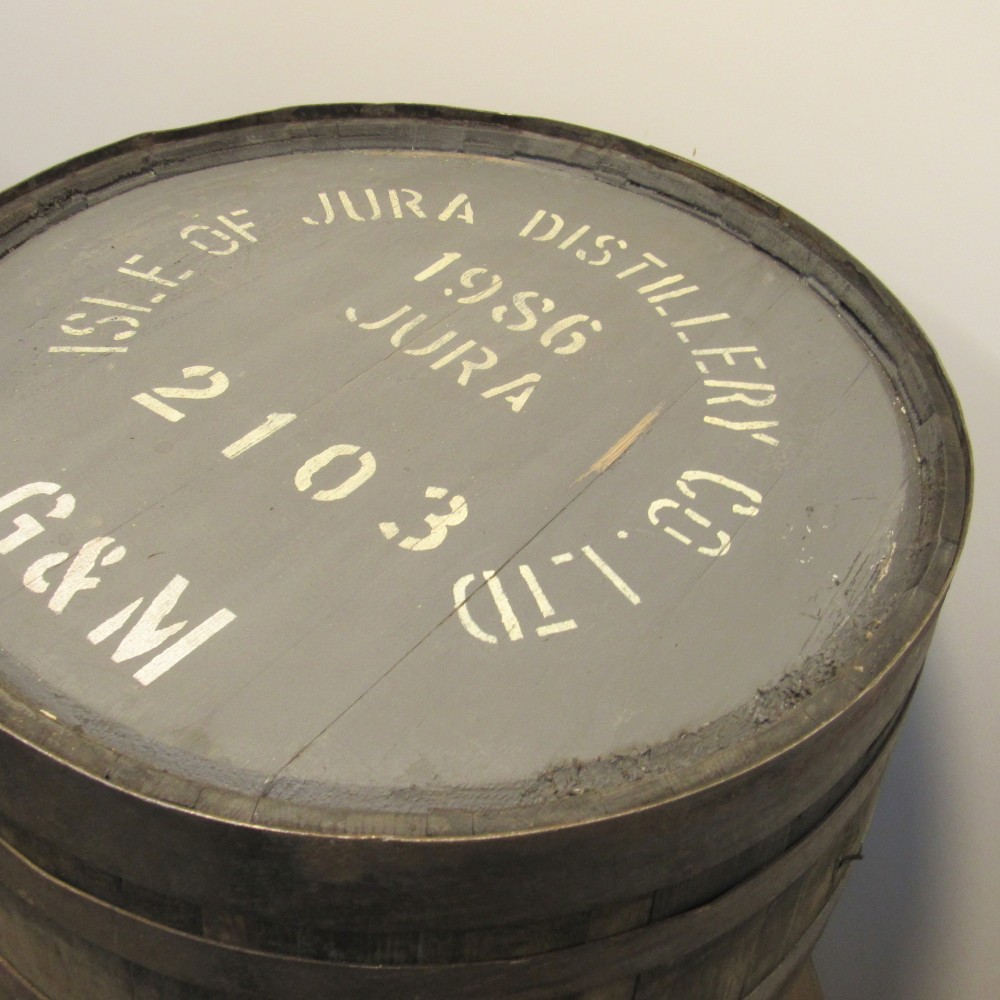 ISLE OF JURA DISTILLERY CO. LTD
1986
JURA
2103
G&M